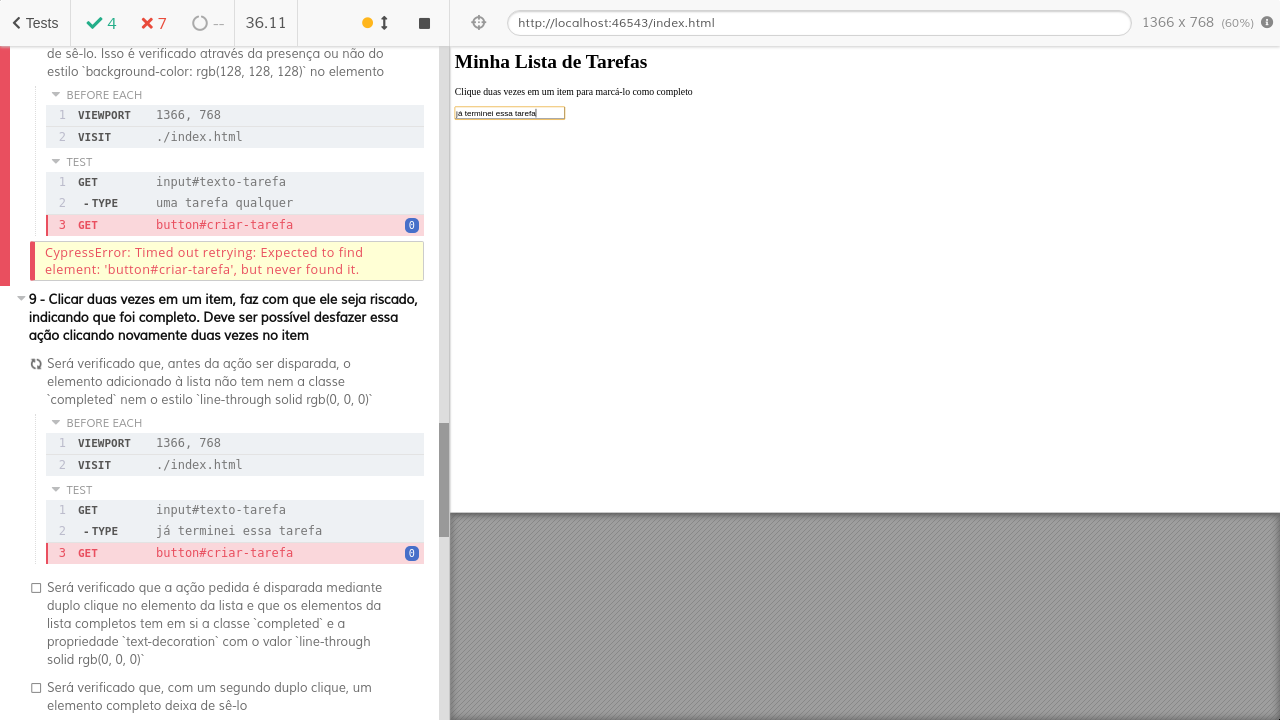 Tests
4
7
--
36.11
http://localhost:46543/index.html
1366 x 768 (60%)
de sê-lo. Isso é verificado através da presença ou não do
estilo `background-color: rgb(128, 128, 128)` no elemento
BEFORE EACH
1 VIEWPORT 1366, 768
2 VISIT ./index.html
TEST
1 GET input#texto-tarefa
2 -TYPE uma tarefa qualquer
3 GET button#criar-tarefa 0
CypressError: Timed out retrying: Expected to find
element: 'button#criar-tarefa', but never found it.
9 - Clicar duas vezes em um item, faz com que ele seja riscado,
indicando que foi completo. Deve ser possível desfazer essa
ação clicando novamente duas vezes no item
Será verificado que, antes da ação ser disparada, o
elemento adicionado à lista não tem nem a classe
`completed` nem o estilo `line-through solid rgb(0, 0, 0)`
BEFORE EACH
1 VIEWPORT 1366, 768
2 VISIT ./index.html
TEST
1 GET input#texto-tarefa
2 -TYPE já terminei essa tarefa
3 GET button#criar-tarefa 0
Será verificado que a ação pedida é disparada mediante
duplo clique no elemento da lista e que os elementos da
lista completos tem em si a classe `completed` e a
propriedade `text-decoration` com o valor `line-through
solid rgb(0, 0, 0)`
Será verificado que, com um segundo duplo clique, um
elemento completo deixa de sê-lo
Minha Lista de Tarefas
Clique duas vezes em um item para marcá-lo como completo
já terminei essa tarefa